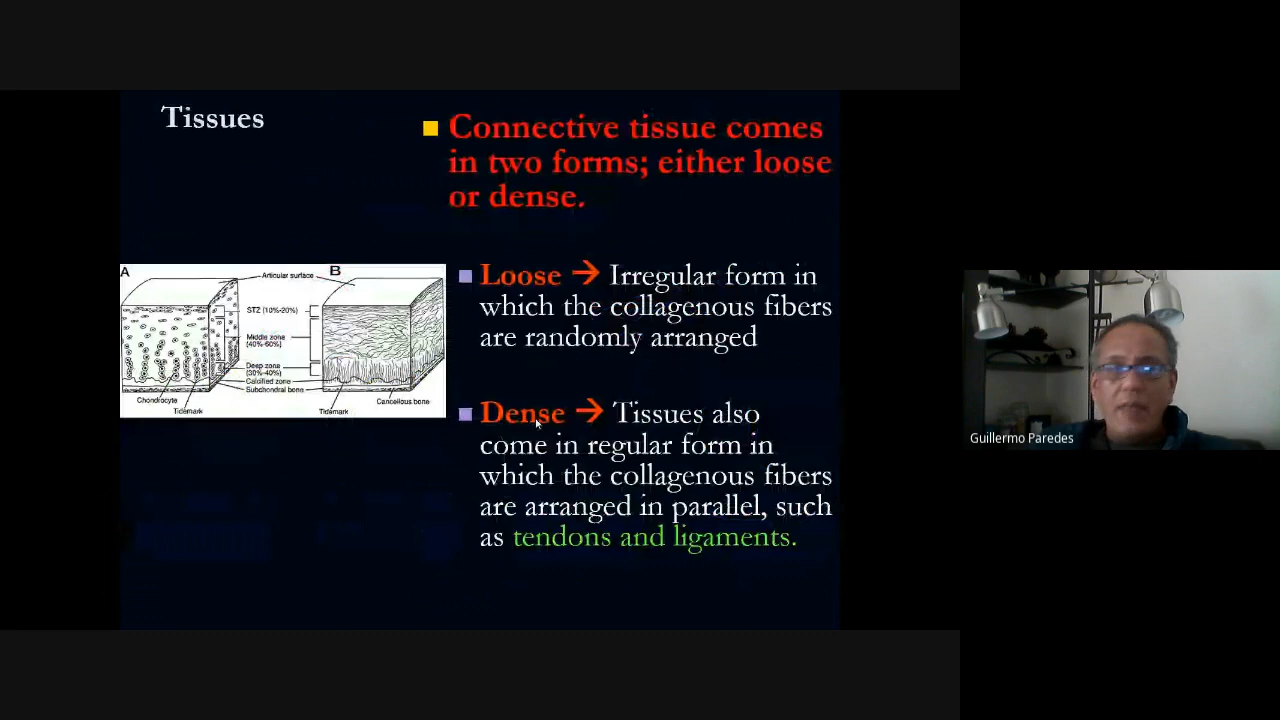 Tissues
Connective tissue comes
in two forms; either loose
or dense.
A
B
Articular surface
STZ (10%-20%)
Middle zone
(40%-60%)
Deep zone
(30%-40%)
Calcified zone
Subchondral bone
Chondrocyte
Tidemark
Tidemark
Cancellous bone
Loose → Irregular form in
which the collagenous fibers
are randomly arranged
Dense → Tissues also
come in regular form in
which the collagenous fibers
are arranged in parallel, such
as tendons and ligaments.
Guillermo Paredes